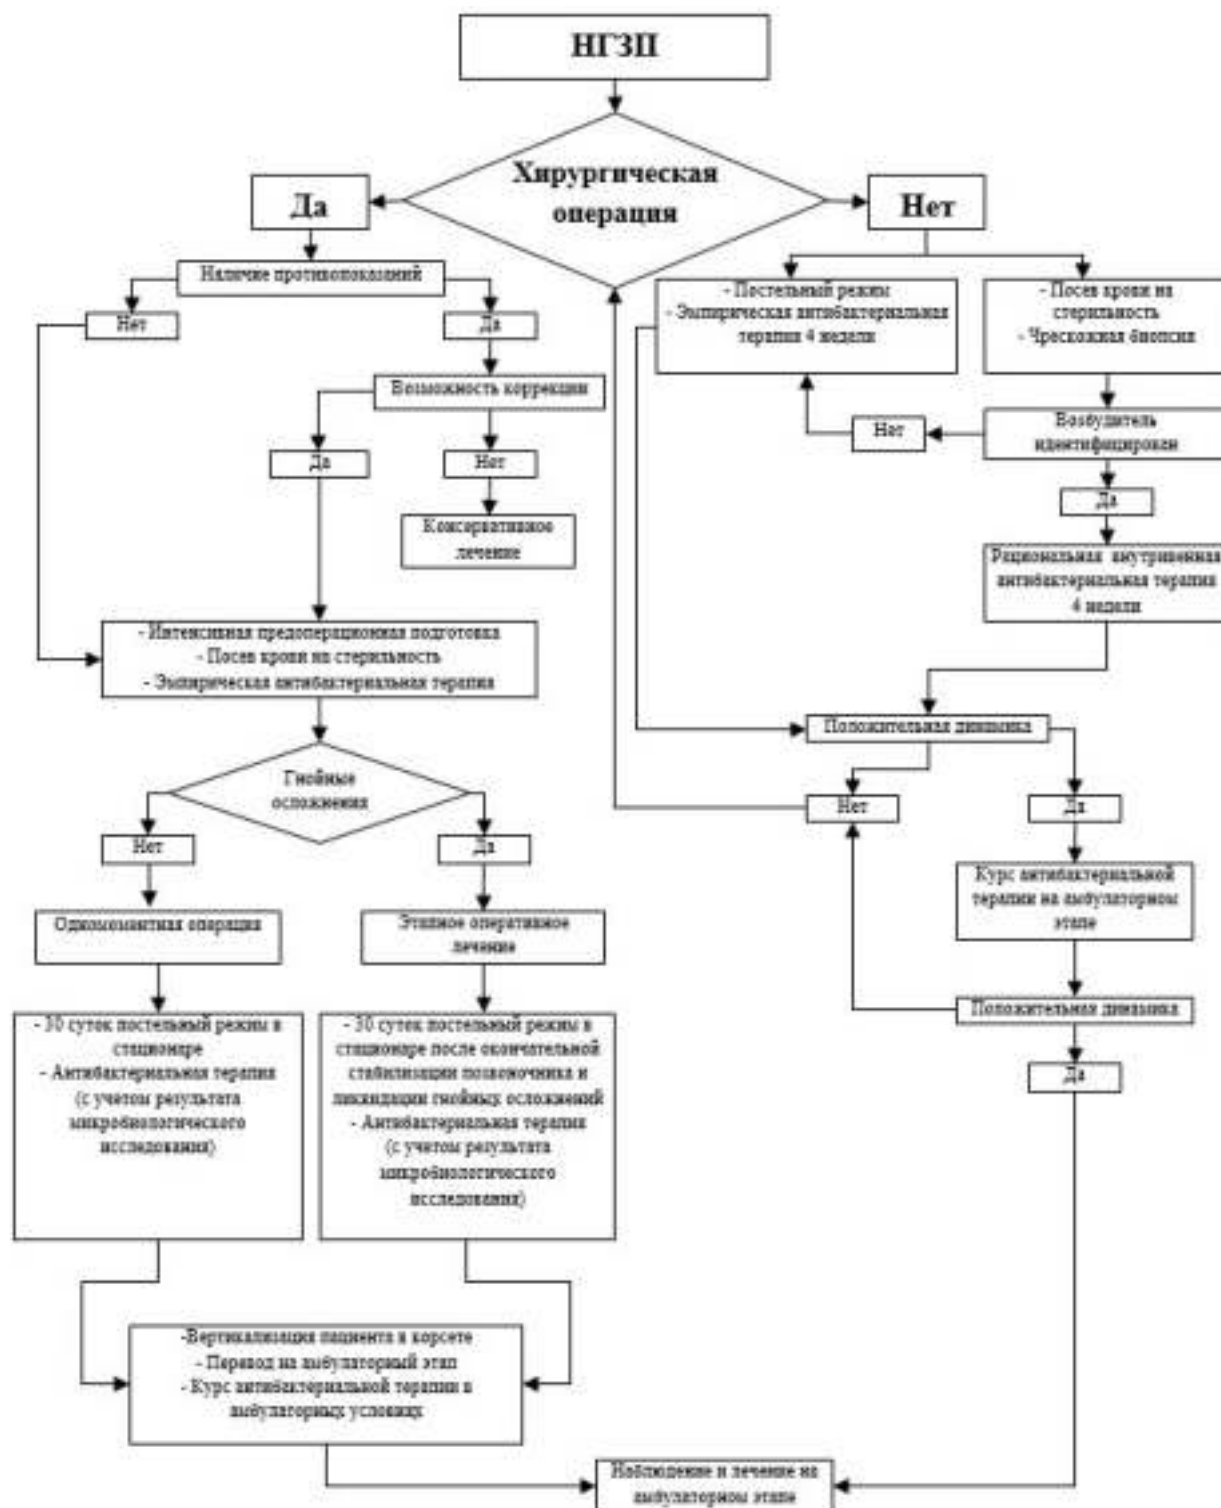 НГЗП
Хирургическая
операция
Да
Нет
Наличие противопоказаний
Нет
Да
- Постельный режим
- Эмпирическая антибактериальная
терапия 4 недели
- Посев крови на
стерильность
- Чрескожная биопсия
Возможность коррекции
Нет
Возбудитель
идентифицирован
Да
Нет
Да
Консервативное
лечение
Рациональная внутривенная
антибактериальная терапия
4 недели
- Интенсивная предоперационная подготовка
- Посев крови на стерильность
- Эмпирическая антибактериальная терапия
Положительная динамика
Гнойные
осложнения
Нет
Да
Нет
Да
Курс антибактериальной
терапии на амбулаторном
этапе
Одномоментная операция
Этапное оперативное
лечение
Положительная динамика
- 30 суток постельный режим в
стационаре
- Антибактериальная терапия
(с учетом результата
микробиологического
исследования)
- 30 суток постельный режим в
стационаре после окончательной
стабилизации позвоночника и
ликвидации гнойных осложнений
- Антибактериальная терапия
(с учетом результата
микробиологического
исследования)
Да
-Вертикализация пациента в корсете
- Перевод на амбулаторный этап
- Курс антибактериальной терапии в
амбулаторных условиях
Наблюдение и лечение на
амбулаторном этапе